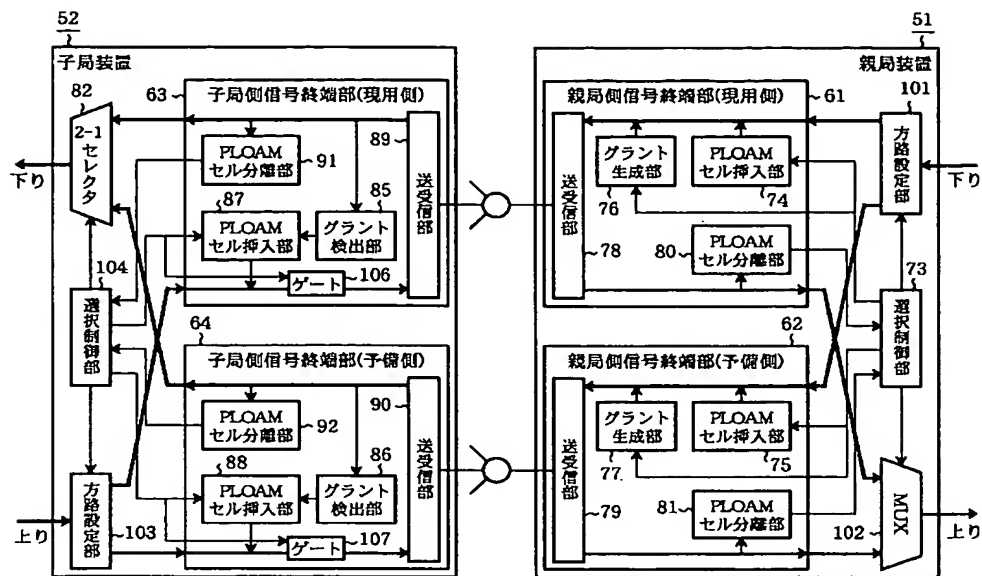 52
子局装置
82
2-1
セレクタ
下り
104
選択制御部
方路設定部
103
上り
63
子局側信号終端部(現用側)
89
PLOAM
セル分離部
91
87
PLOAM
セル挿入部
85
グラント
検出部
ゲート
106
送受信部
64
子局側信号終端部(予備側)
90
PLOAM
セル分離部
92
88
PLOAM
セル挿入部
86
グラント
検出部
ゲート
107
送受信部
51
親局装置
親局側信号終端部(現用側)
61
送受信部
78
グラント
生成部
76
PLOAM
セル挿入部
74
80
PLOAM
セル分離部
62
親局側信号終端部(予備側)
送受信部
79
グラント
生成部
77
PLOAM
セル挿入部
75
81
PLOAM
セル分離部
101
方路設定部
下り
73
選択制御部
MUX
102
上り